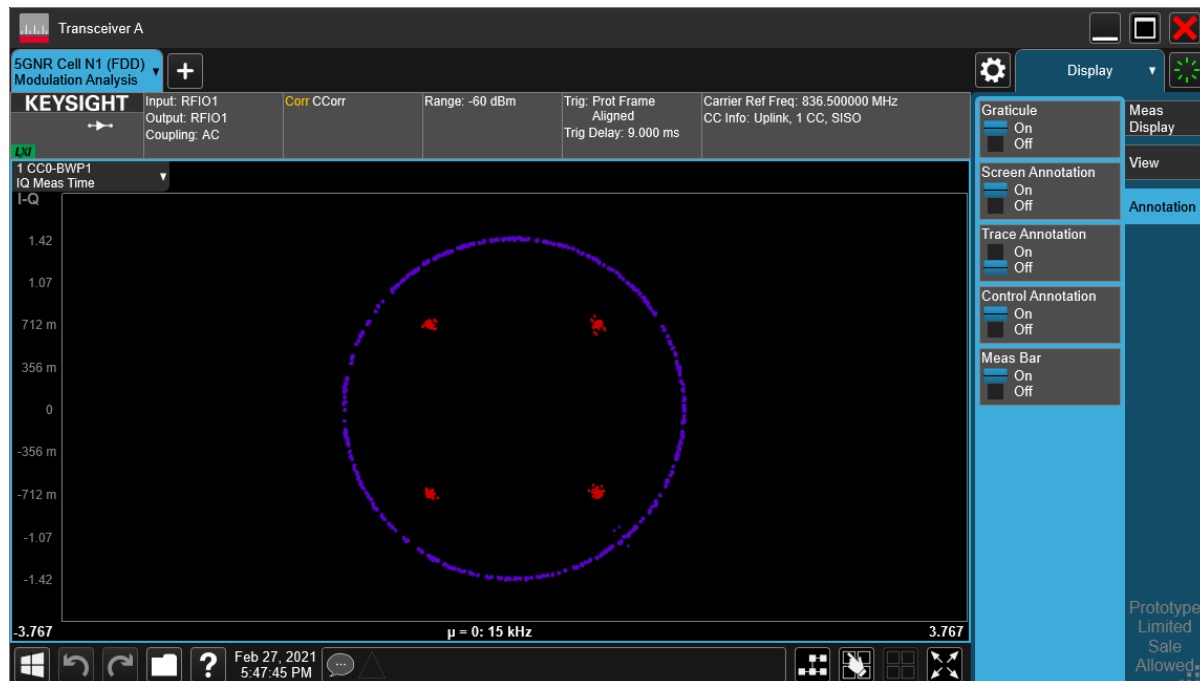 Transceiver A
5GNR Cell N1 (FDD)
Modulation Analysis
+
Display
KEYSIGHT
LXI
Input: RFIO1
Output: RFIO1
Coupling: AC
Corr CCorr
Range: -60 dBm
Trig: Prot Frame
Aligned
Trig Delay: 9.000 ms
Carrier Ref Freq: 836.500000 MHz
CC Info: Uplink, 1 CC, SISO
1 CC0-BWP1
IQ Meas Time
I-Q
1.42
1.07
712 m
356 m
0
-356 m
-712 m
-1.07
-1.42
-3.767
μ = 0: 15 kHz
3.767
Graticule
On
Off
Screen Annotation
On
Off
Trace Annotation
On
Off
Control Annotation
On
Off
Meas Bar
On
Off
Meas
Display
View
Annotation
Prototype
Limited
Sale
Allowed
?
Feb 27, 2021
5:47:45 PM